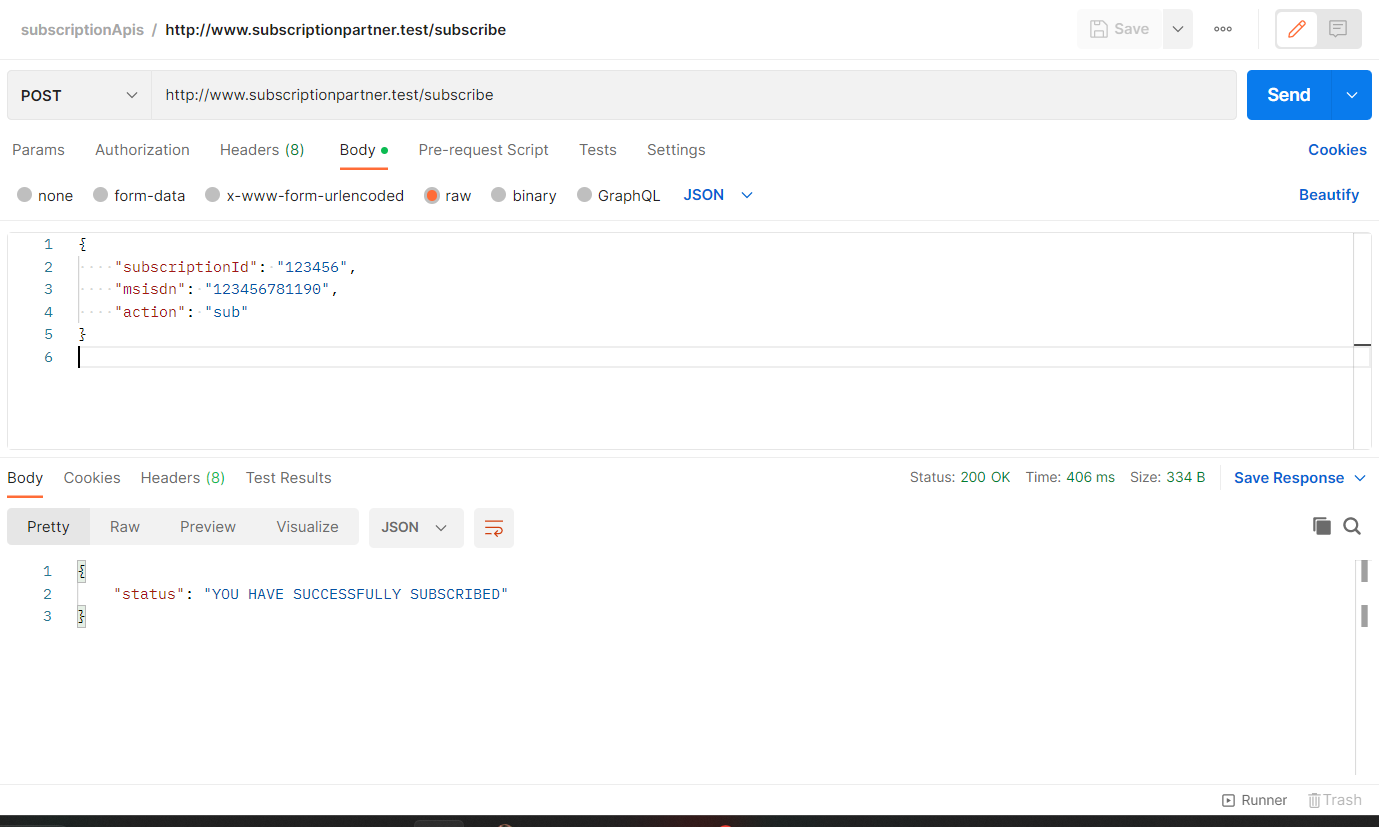 subscriptionApis / http://www.subscriptionpartner.test/subscribe Save
POST http://www.subscriptionpartner.test/subscribe Send
Params Authorization Headers (8) Body Pre-request Script Tests Settings Cookies
none form-data x-www-form-urlencoded raw binary GraphQL JSON Beautify
1 {
2 "subscriptionId": "123456",
3 "msisdn": "123456781190",
4 "action": "sub"
5 }
6
Body Cookies Headers (8) Test Results Status: 200 OK Time: 406 ms Size: 334 B Save Response
Pretty Raw Preview Visualize JSON
1 {
2 "status": "YOU HAVE SUCCESSFULLY SUBSCRIBED"
3 }
Runner Trash